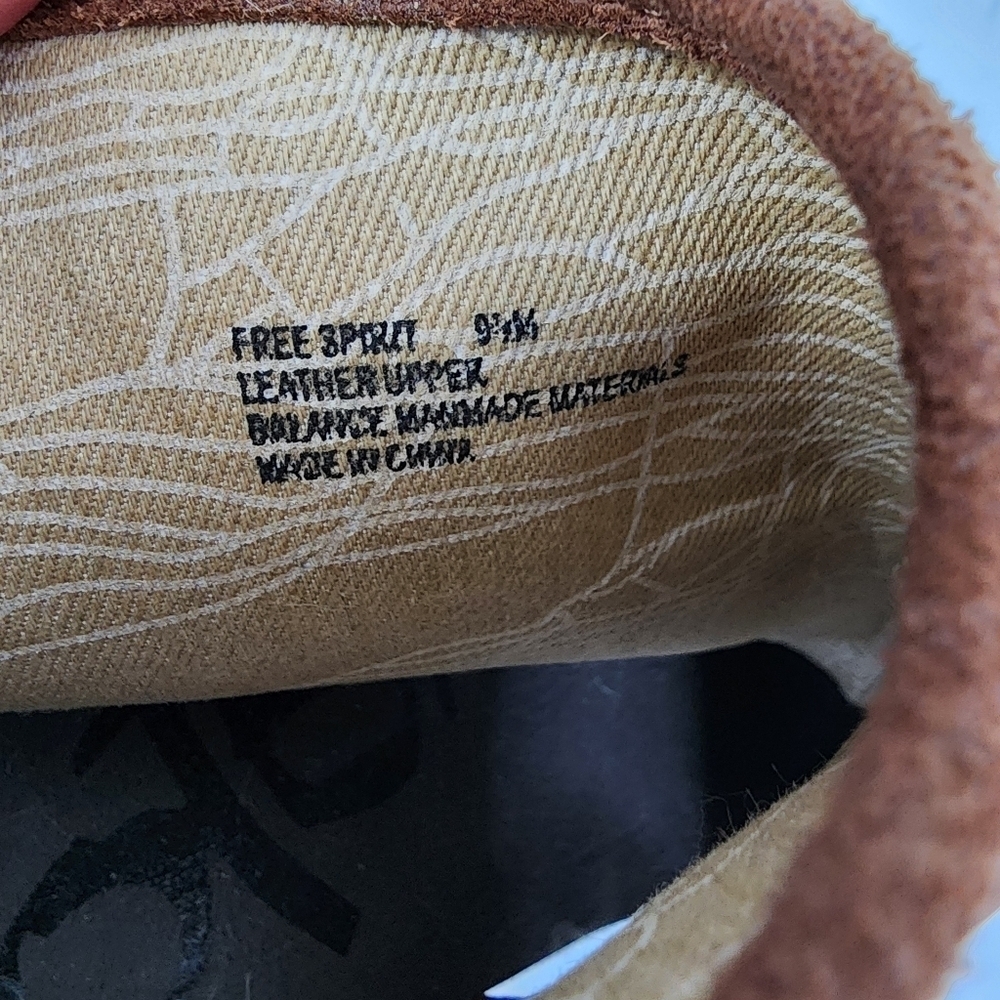 FREE SPIRIT 9½M
LEATHER UPPER
BALANCE MANMADE MATERIALS
MADE IN CHINA